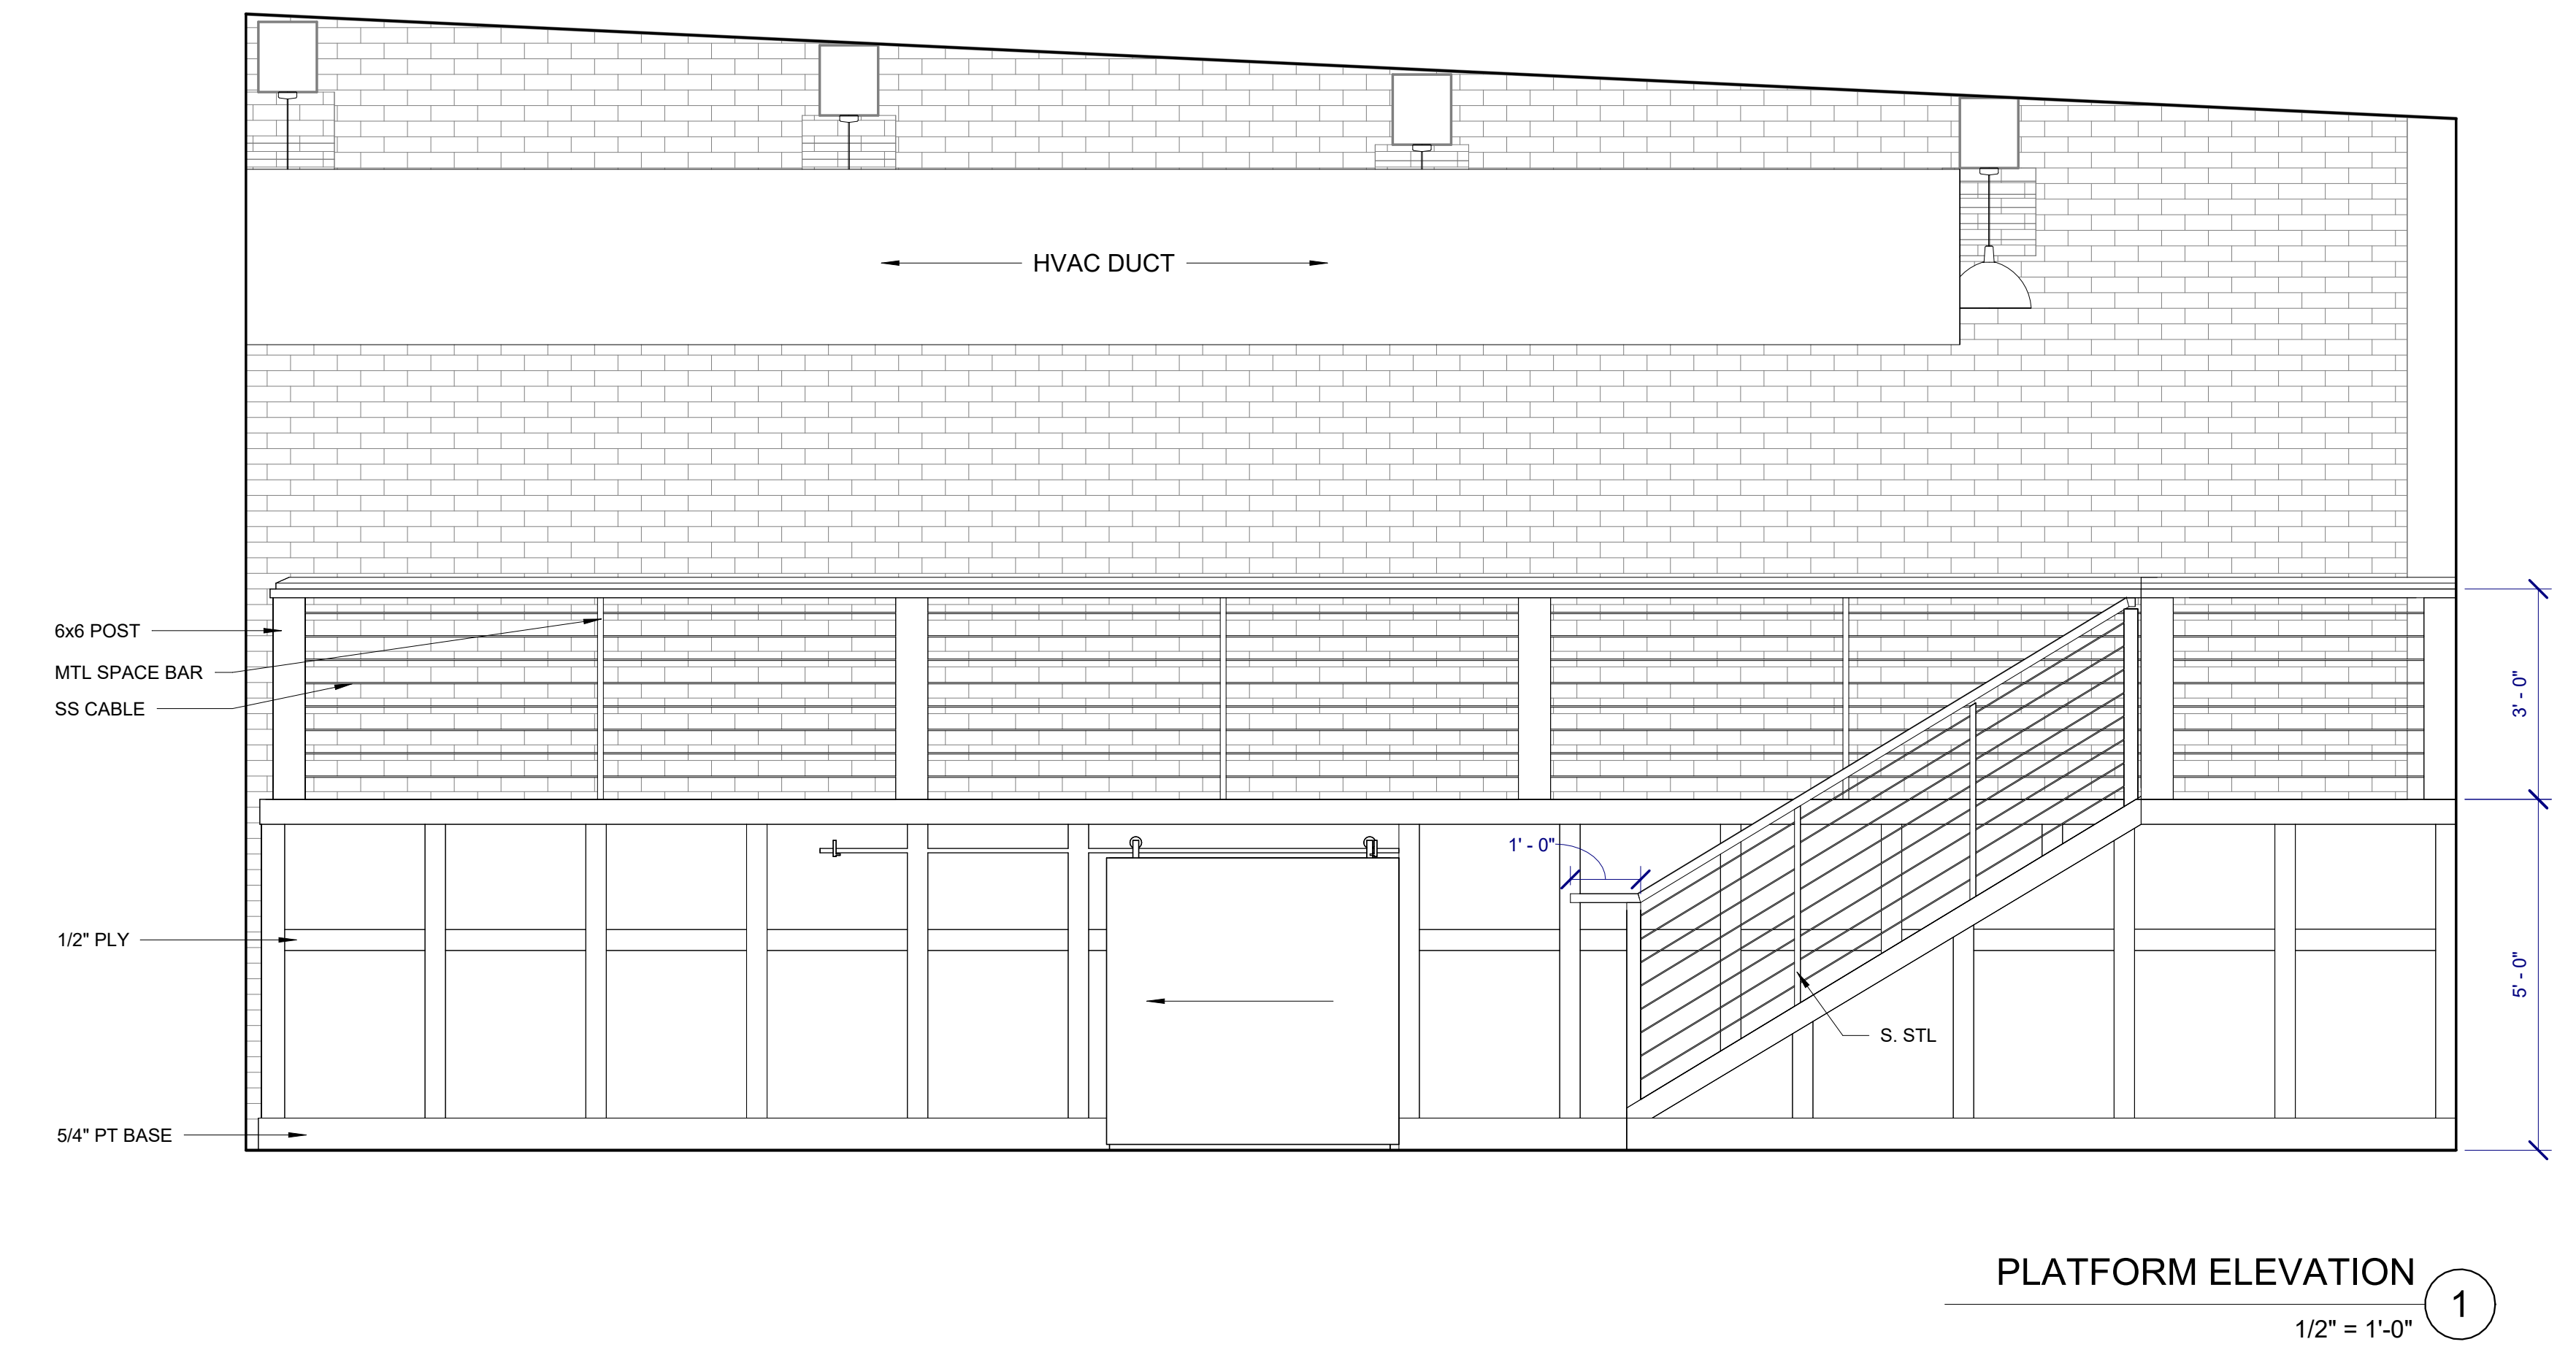 HVAC DUCT
6x6 POST
MTL SPACE BAR
SS CABLE
3' - 0"
1' - 0"
1/2" PLY
5' - 0"
S. STL
5/4" PT BASE
PLATFORM ELEVATION
1
1/2" = 1'-0"